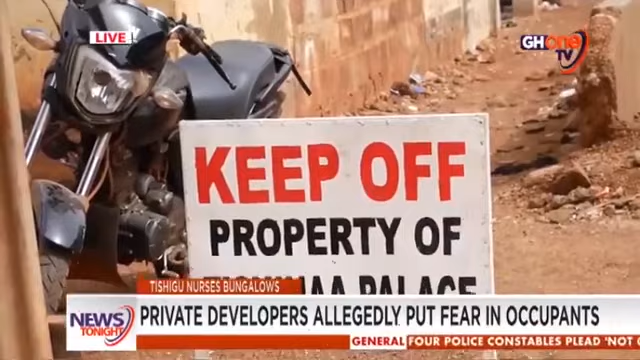 LIVE
GHOne
TV
KEEP OFF
PROPERTY OF
PALACE
TISHIGU NURSES BUNGALOWS
NEWS
TONIGHT
PRIVATE DEVELOPERS ALLEGEDLY PUT FEAR IN OCCUPANTS
GENERAL FOUR POLICE CONSTABLES PLEAD 'NOT